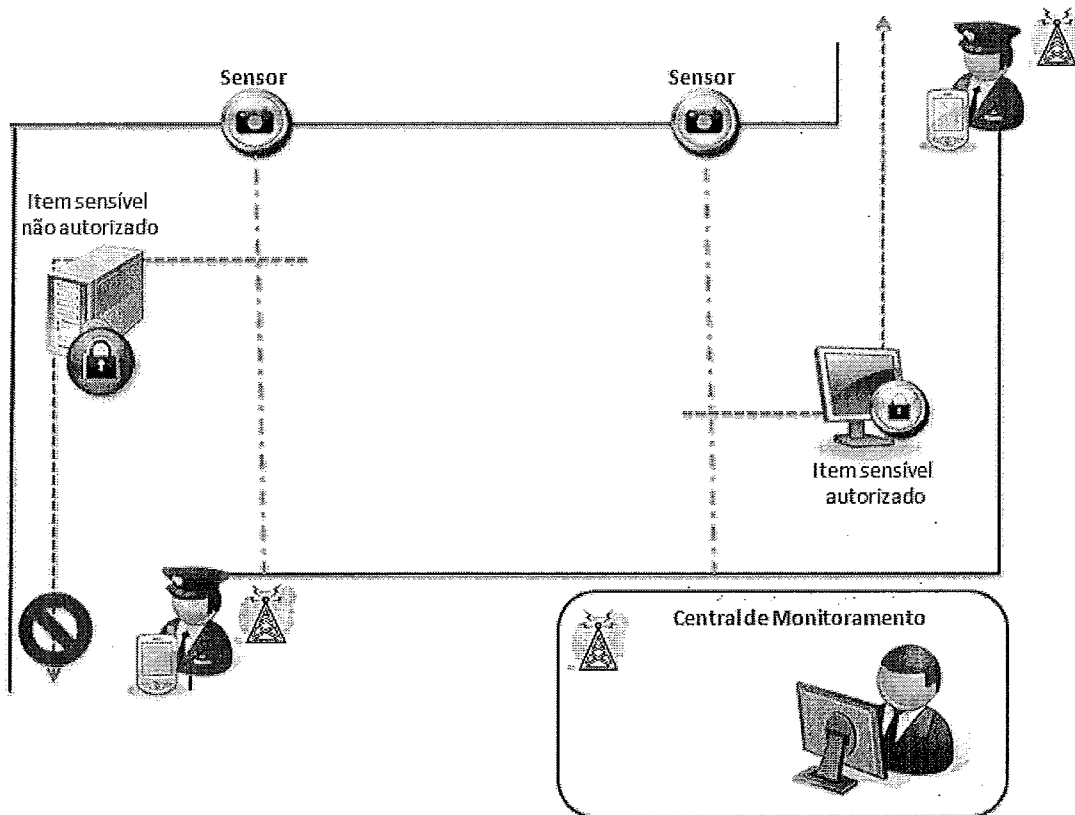 Sensor
Sensor
Item sensível
não autorizado
Item sensível
autorizado
Central de Monitoramento